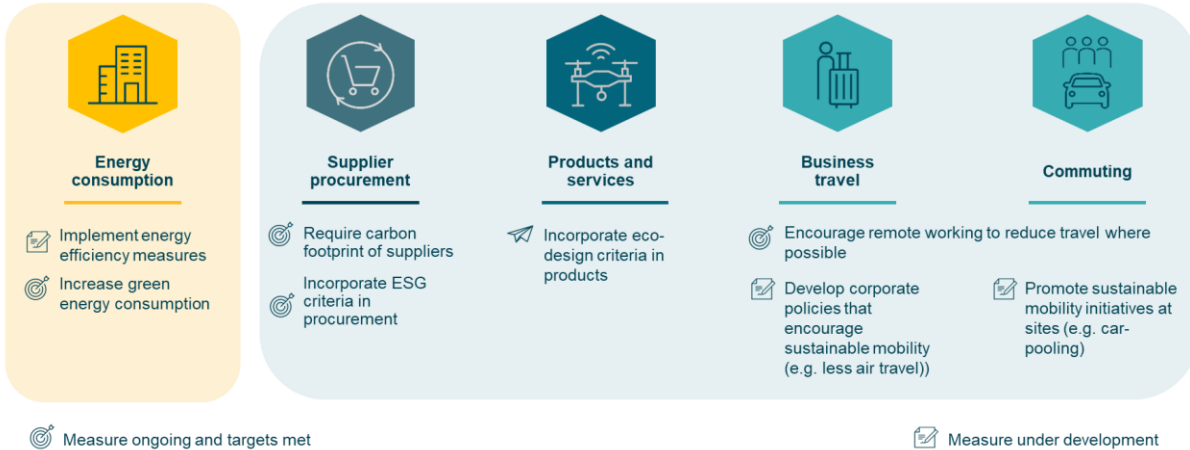 Energy
consumption
Implement energy
efficiency measures
Increase green
energy consumption
Supplier
procurement
Require carbon
footprint of suppliers
Incorporate ESG
criteria in
procurement
Products and
services
Incorporate eco-
design criteria in
products
Business
travel
Commuting
Encourage remote working to reduce travel where
possible
Develop corporate
policies that
encourage
sustainable mobility
(e.g. less air travel))
Promote sustainable
mobility initiatives at
sites (e.g. car-
pooling)
Measure ongoing and targets met
Measure under development